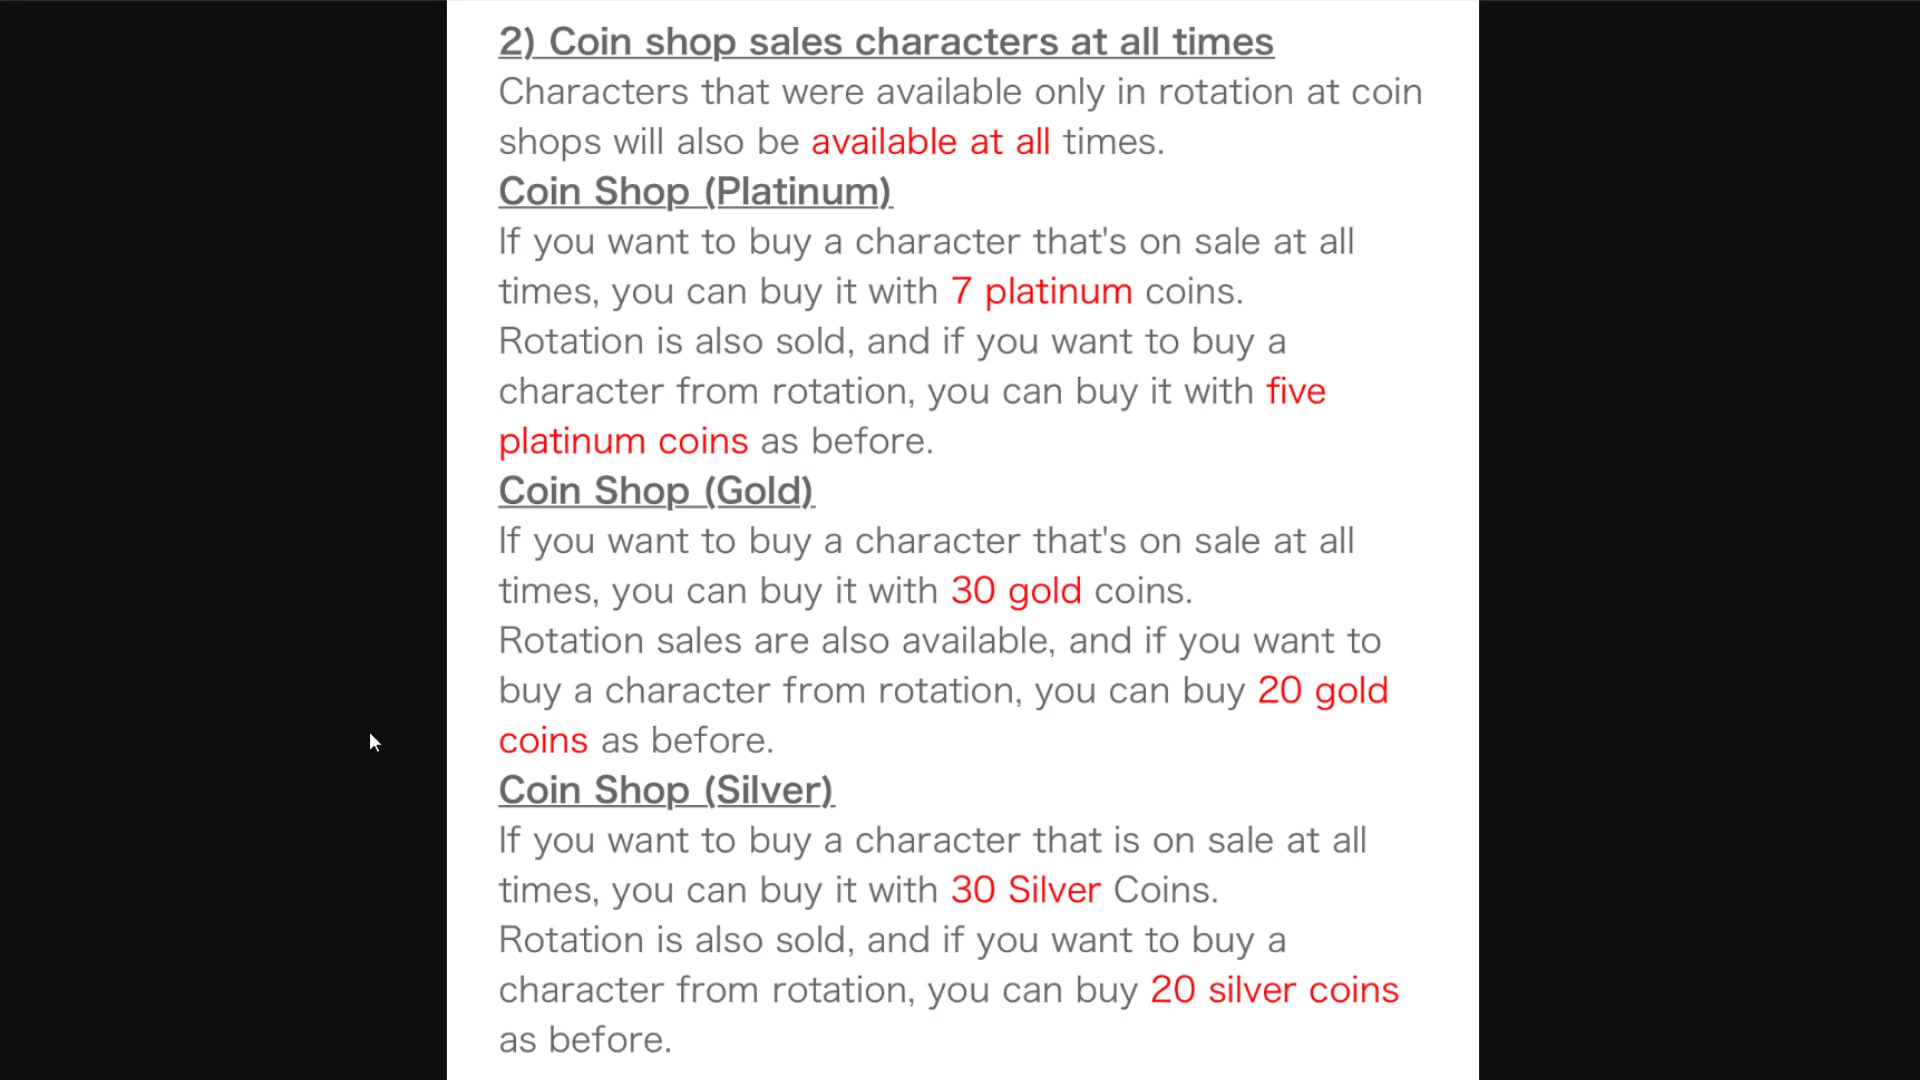 2) Coin shop sales characters at all times
Characters that were available only in rotation at coin
shops will also be available at all times.
Coin Shop (Platinum)
If you want to buy a character that's on sale at all
times, you can buy it with 7 platinum coins.
Rotation is also sold, and if you want to buy a
character from rotation, you can buy it with five
platinum coins as before.
Coin Shop (Gold)
If you want to buy a character that's on sale at all
times, you can buy it with 30 gold coins.
Rotation sales are also available, and if you want to
buy a character from rotation, you can buy 20 gold
coins as before.
Coin Shop (Silver)
If you want to buy a character that is on sale at all
times, you can buy it with 30 Silver Coins.
Rotation is also sold, and if you want to buy a
character from rotation, you can buy 20 silver coins
as before.